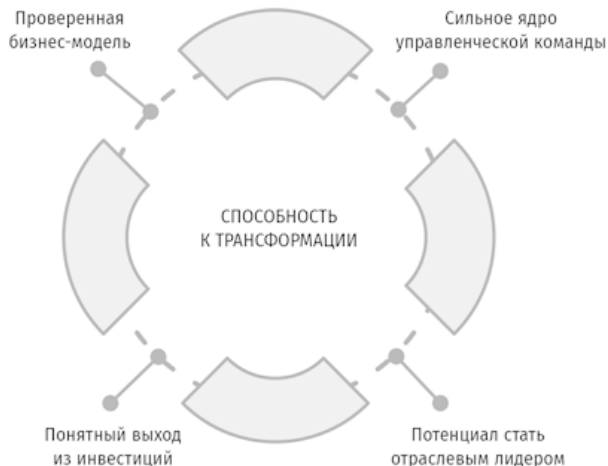 Проверенная
бизнес-модель
Сильное ядро
управленческой команды
СПОСОБНОСТЬ
К ТРАНСФОРМАЦИИ
Понятный выход
из инвестиций
Потенциал стать
отраслевым лидером